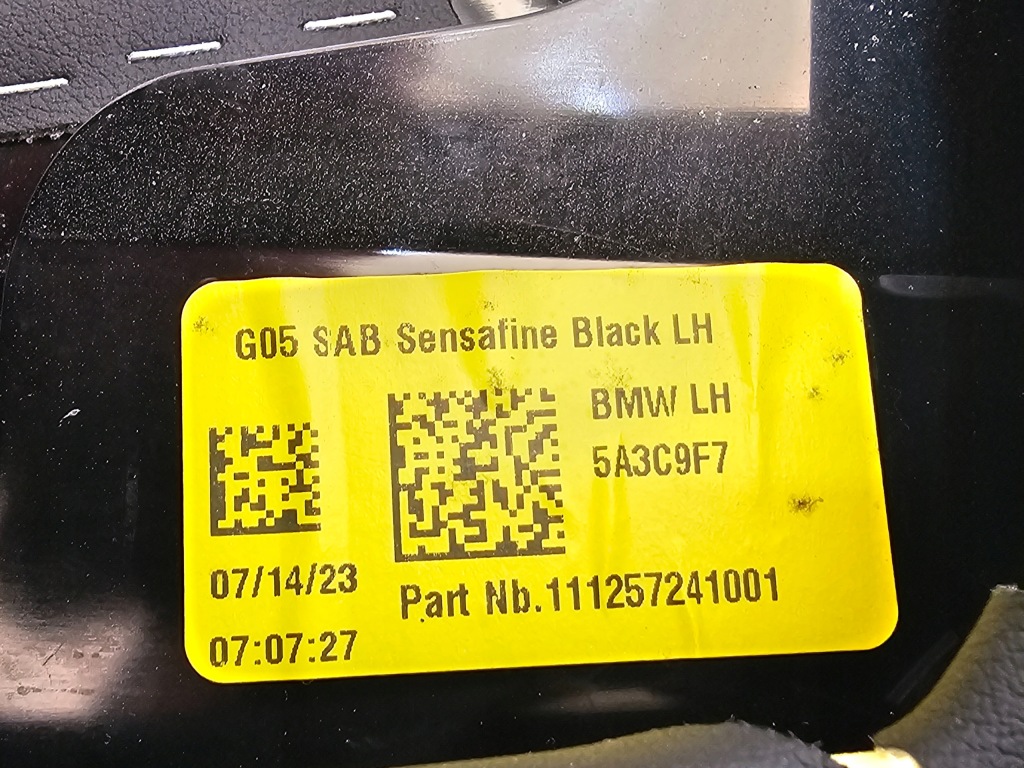 G05 SAB Sensafine Black LH
BMW LH
5A3C9F7
07/14/23
Part Nb.111257241001
07:07:27